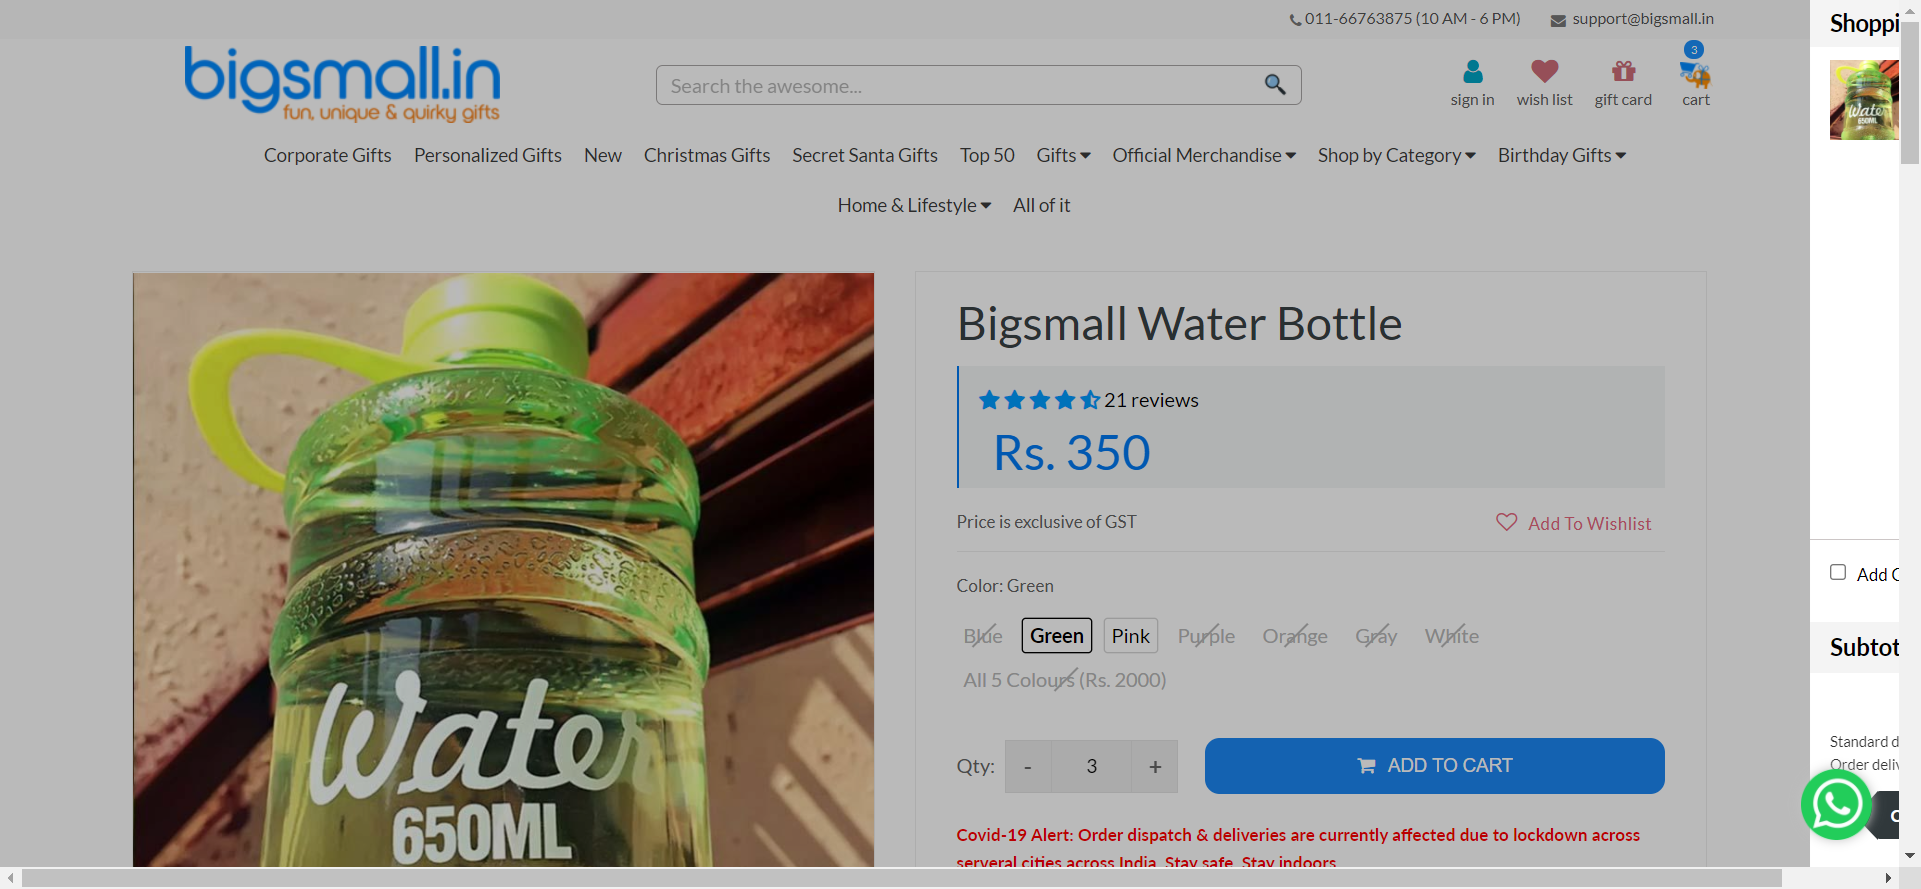 011-66763875 (10 AM - 6 PM) support@bigsmall.in
bigsmall.in
fun, unique & quirky gifts
Search the awesome...
3
sign in wish list gift card cart
Corporate Gifts Personalized Gifts New Christmas Gifts Secret Santa Gifts Top 50 Gifts Official Merchandise Shop by Category Birthday Gifts
Home & Lifestyle All of it
Water
650ML
Bigsmall Water Bottle
21 reviews
Rs. 350
Price is exclusive of GST Add To Wishlist
Color: Green
Blue Green Pink Purple Orange Gray White
All 5 Colours (Rs. 2000)
Qty: - 3 + ADD TO CART
Covid-19 Alert: Order dispatch & deliveries are currently affected due to lockdown across
serveral cities across India. Stay safe. Stay indoors
Shoppi
Water
650ML
Add
Subtot
Standard d
Order deliv